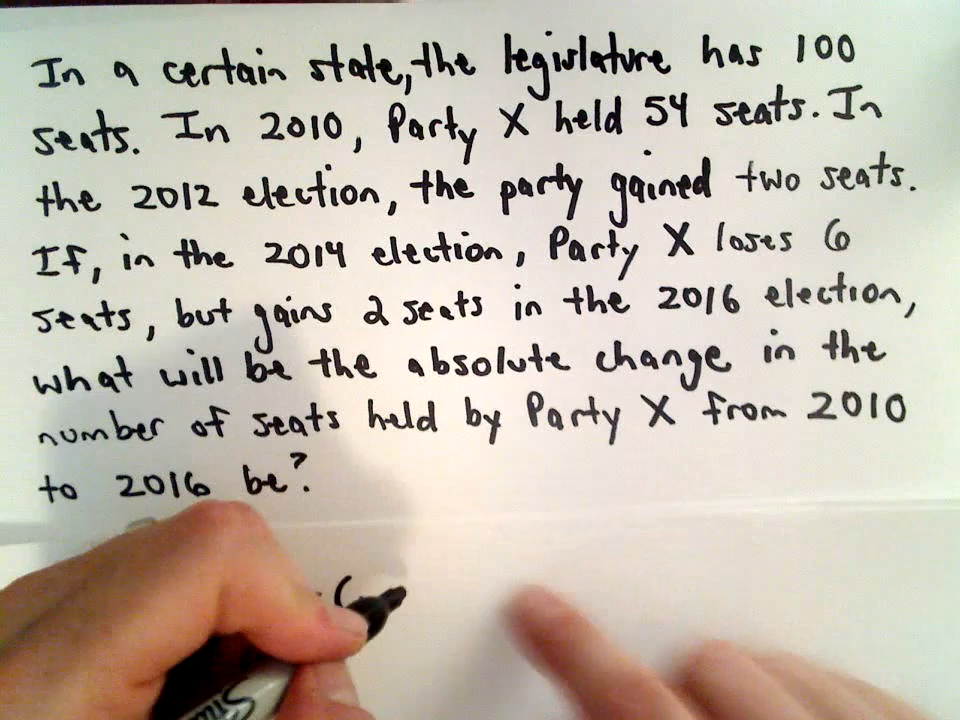 In a certain state, the legislature has 100
seats. In 2010, Party X held 54 seats. In
the 2012 election, the party gained two seats.
If, in the 2014 election, Party X loses 6
seats, but gains 2 seats in the 2016 election,
what will be the absolute change in the
number of seats held by Party X from 2010
to 2016 be?